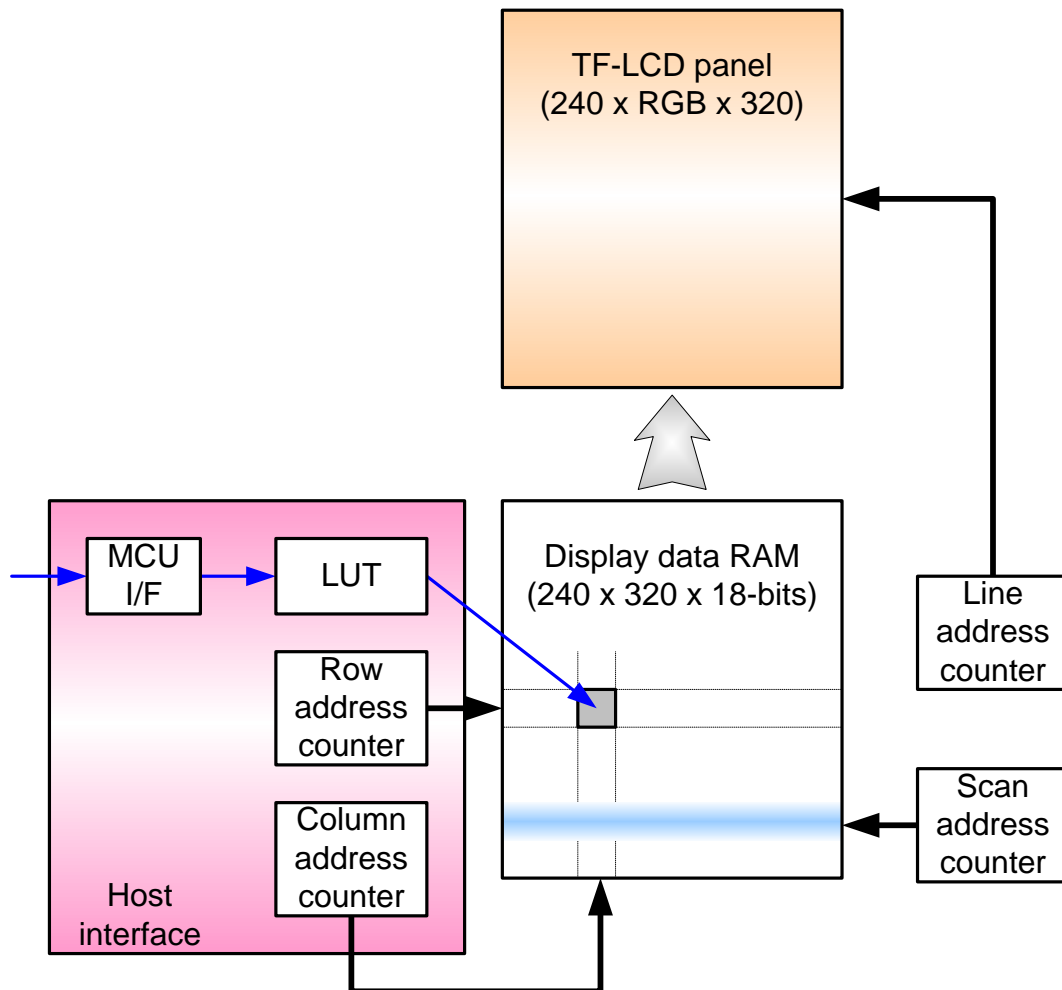 TF-LCD panel
(240 x RGB x 320)
MCU
I/F
LUT
Display data RAM
(240 x 320 x 18-bits)
Line
address
counter
Row
address
counter
Scan
address
counter
Column
address
counter
Host
interface